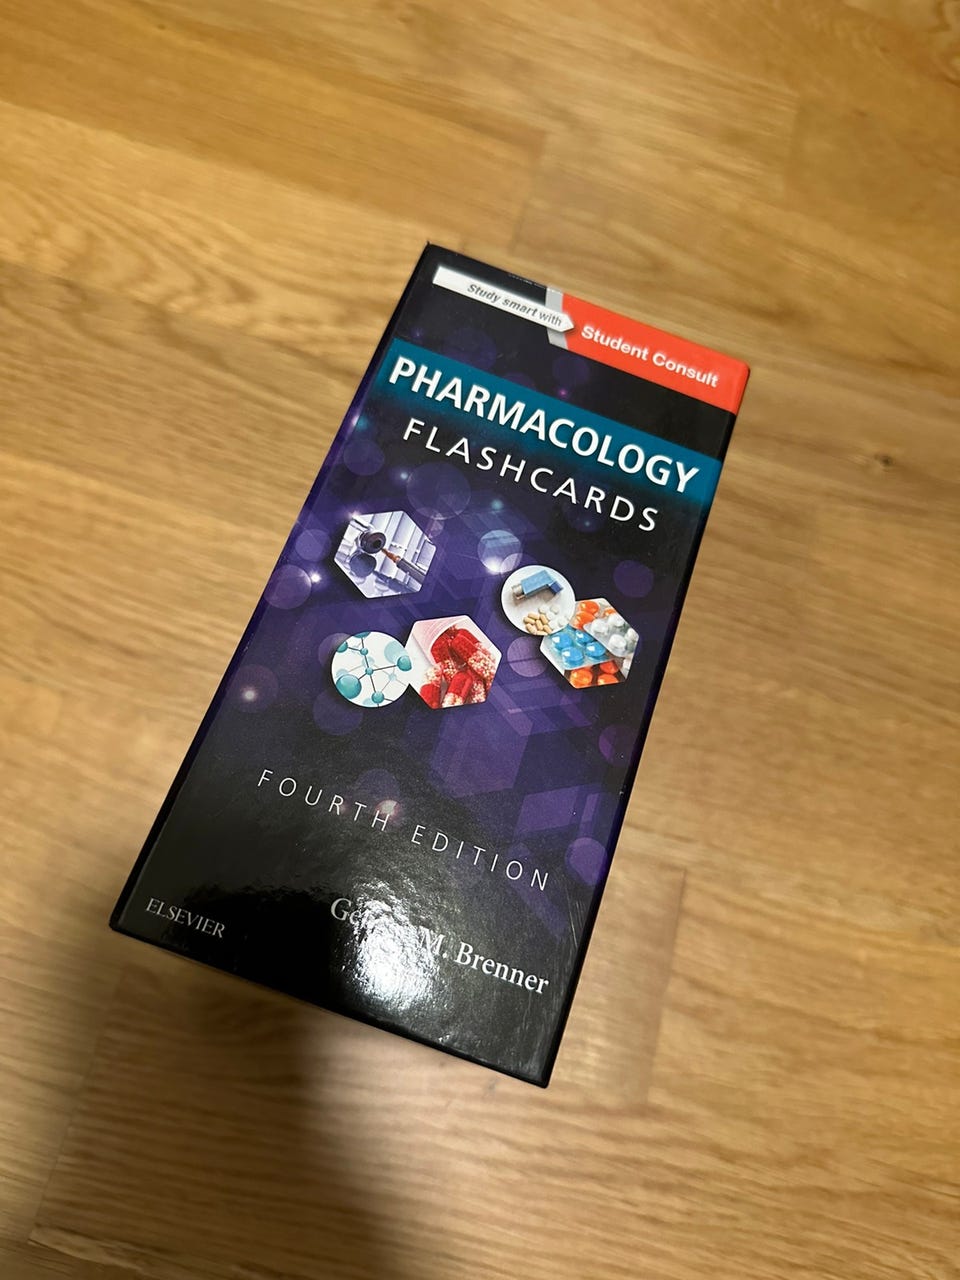 Study smart with
Student Consult
PHARMACOLOGY
FLASHCARDS
FOURTH EDITION
M. Brenner
ELSEVIER